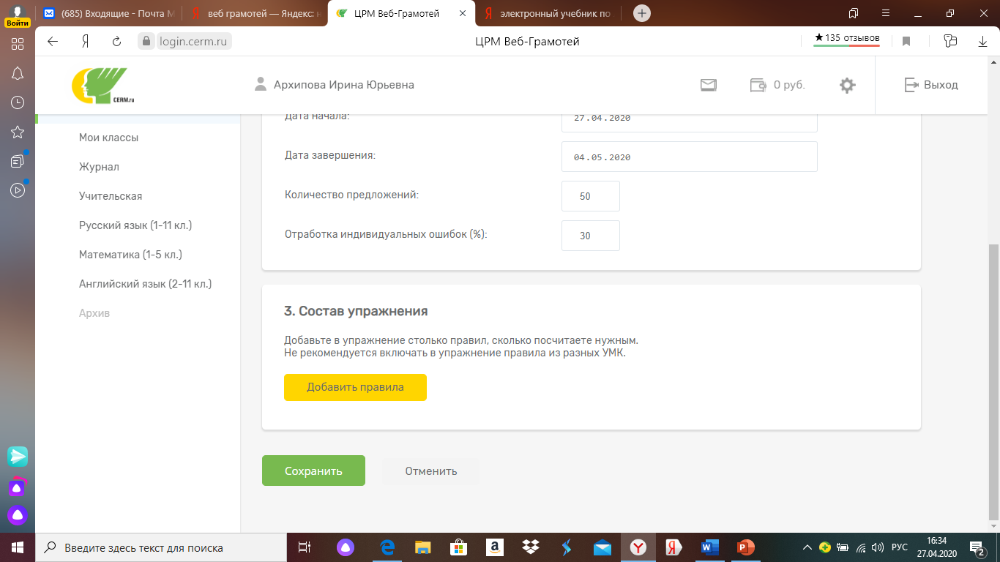 (685) Входящие - Почта М
веб грамотей — Яндекс: н
ЦРМ Веб-Грамотей
электронный учебник по
Войти
login.cerm.ru
ЦРМ Веб-Грамотей
★135 отзывов
CERM.ru
Архипова Ирина Юрьевна
0 руб.
Выход
Дата начала:
27.04.2020
Мои классы
Журнал
Учительская
Русский язык (1-11 кл.)
Математика (1-5 кл.)
Английский язык (2-11 кл.)
Архив
Дата завершения:
04.05.2020
Количество предложений:
50
Отработка индивидуальных ошибок (%):
30
3. Состав упражнения
Добавьте в упражнение столько правил, сколько посчитаете нужным.
Не рекомендуется включать в упражнение правила из разных УМК.
Добавить правила
Сохранить
Отменить
Введите здесь текст для поиска
РУС
16:34
27.04.2020
2